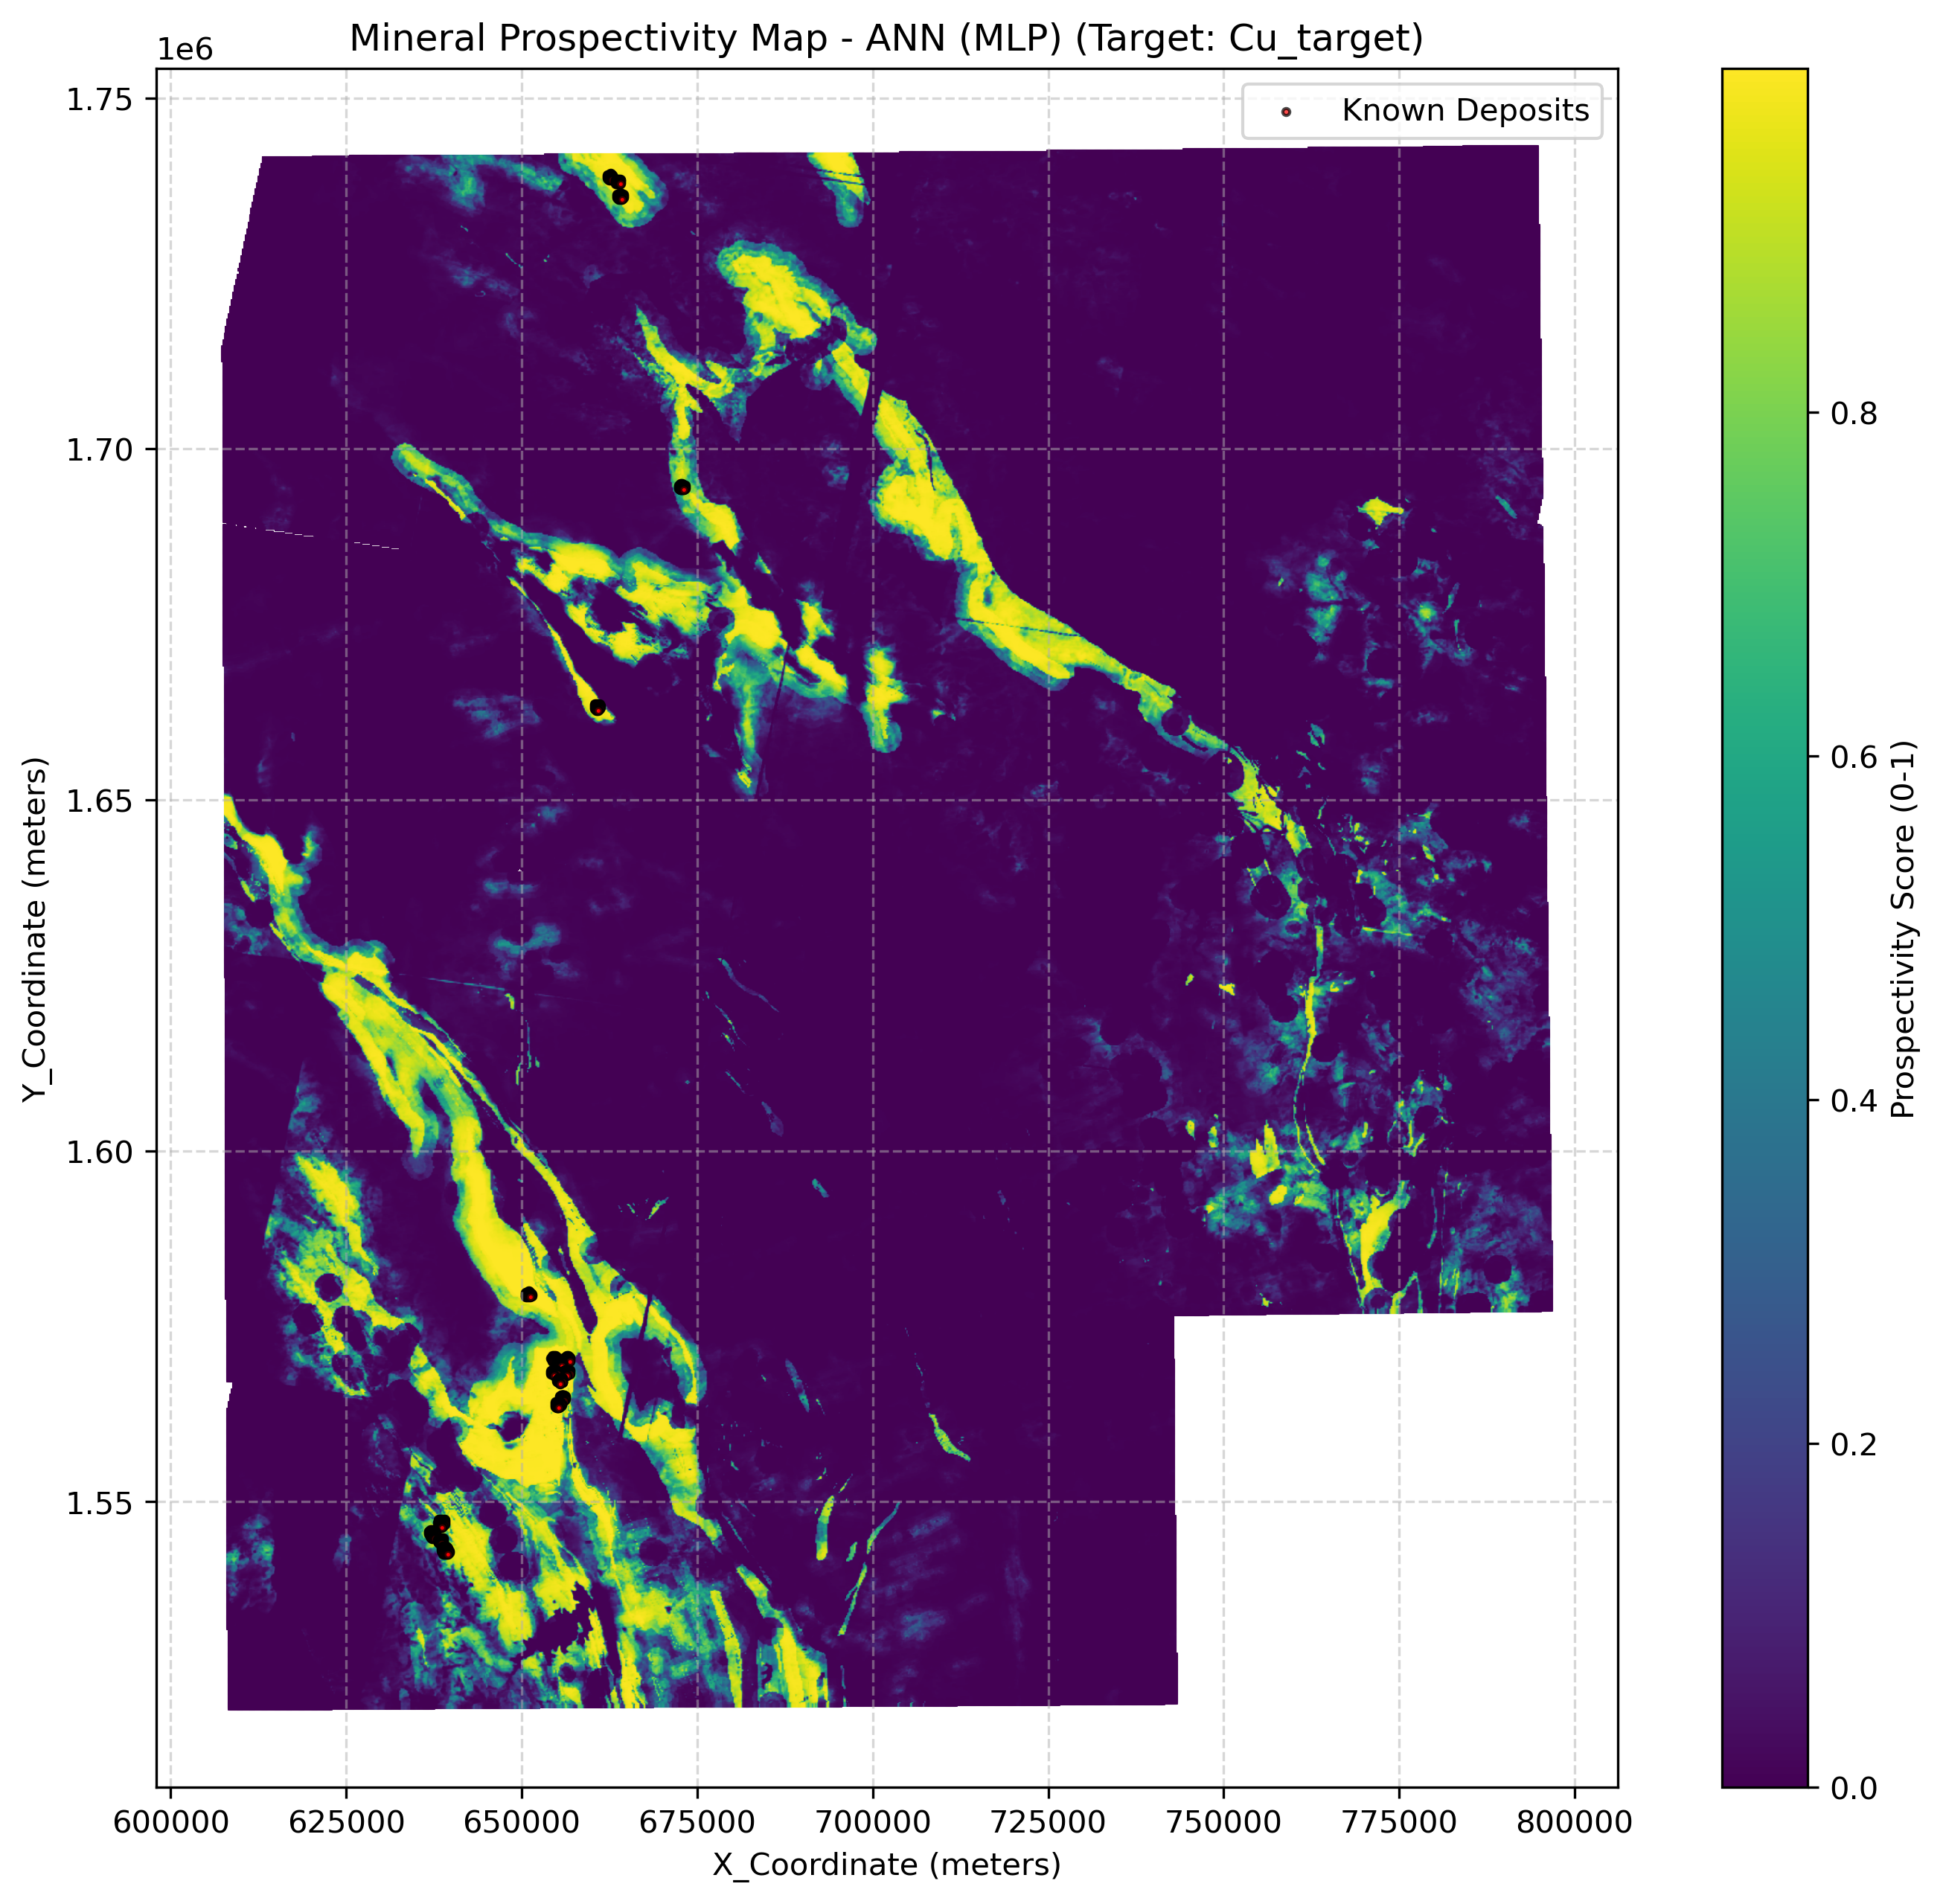 Mineral Prospectivity Map - ANN (MLP) (Target: Cu_target)
1e6
Known Deposits
1.75
1.70
1.65
1.60
1.55
Y_Coordinate (meters)
600000 625000 650000 675000 700000 725000 750000 775000 800000
X_Coordinate (meters)
0.8
0.6
0.4
0.2
0.0
Prospectivity Score (0-1)